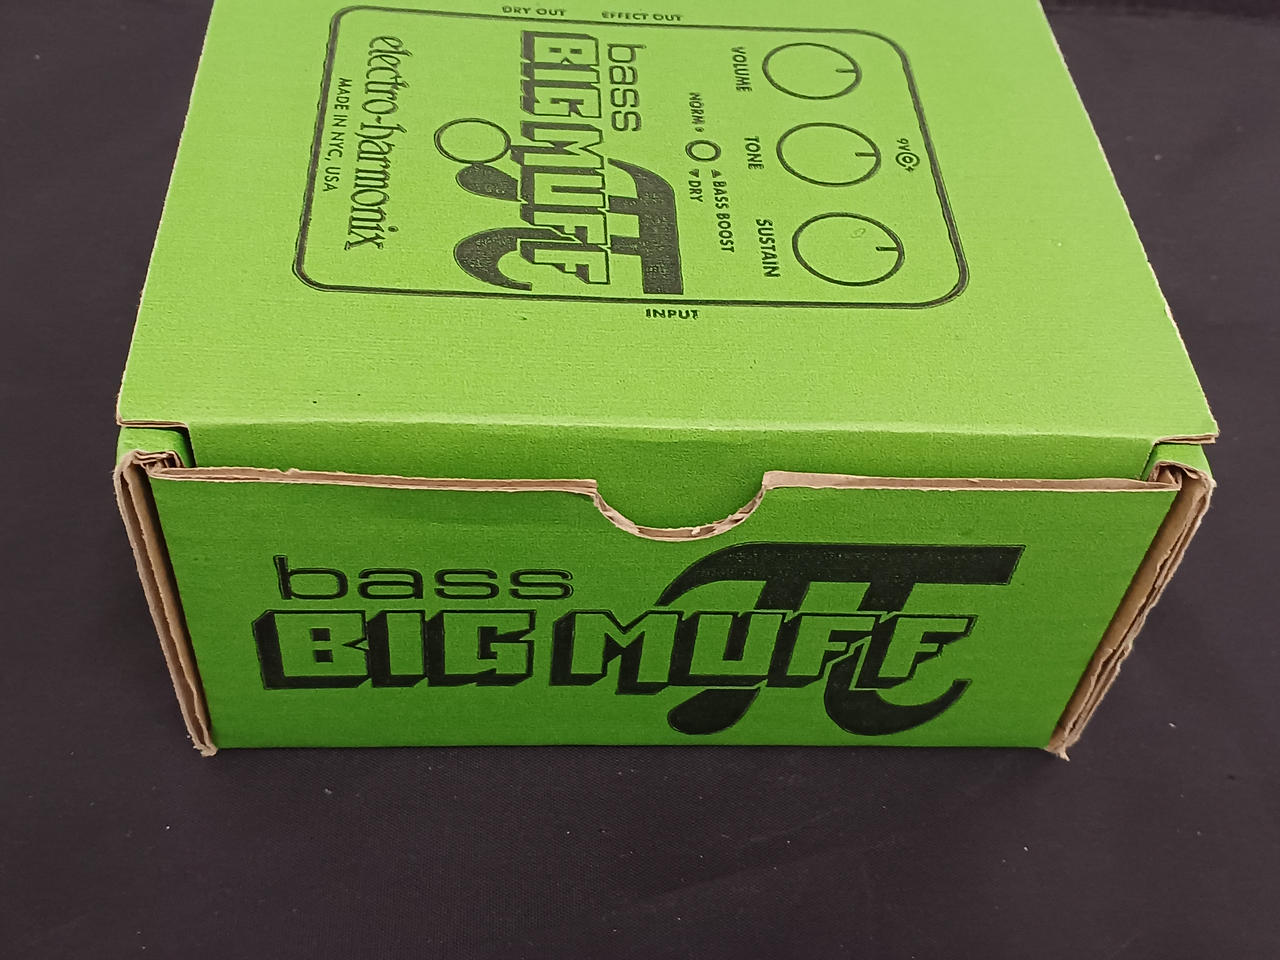 DRY OUT EFFECT OUT
VOLUME
TONE
SUSTAIN
9V
NORM
BASS BOOST
DRY
bass
BIG MUFF
π
electro-harmonix
MADE IN NYC, USA
INPUT
bass
BIG MUFF
π